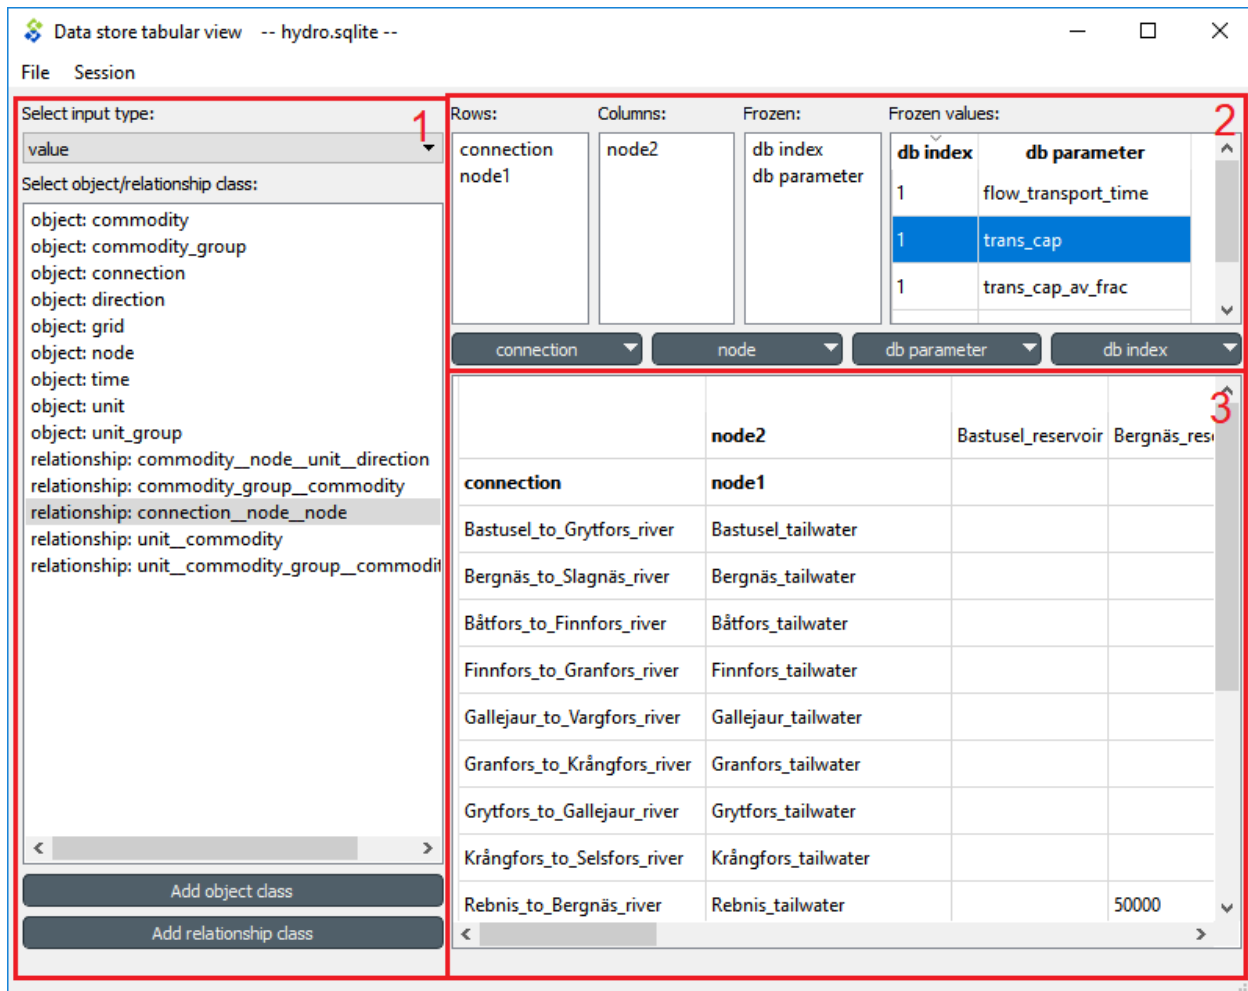 Data store tabular view -- hydro.sqlite --
File Session
Select input type:
1
value
Select object/relationship class:
object: commodity
object: commodity_group
object: connection
object: direction
object: grid
object: node
object: time
object: unit
object: unit_group
relationship: commodity__node__unit__direction
relationship: commodity_group__commodity
relationship: connection__node__node
relationship: unit__commodity
relationship: unit__commodity_group__commodit
Add object class
Add relationship class
Rows: Columns: Frozen: Frozen values:
2
connection
node1
node2
db index
db parameter
db index db parameter
1 flow_transport_time
1 trans_cap
1 trans_cap_av_frac
connection node db parameter db index
3
node2 Bastusel_reservoir Bergnäs_res
connection node1
Bastusel_to_Grytfors_river Bastusel_tailwater
Bergnäs_to_Slagnäs_river Bergnäs_tailwater
Båtfors_to_Finnfors_river Båtfors_tailwater
Finnfors_to_Granfors_river Finnfors_tailwater
Gallejaur_to_Vargfors_river Gallejaur_tailwater
Granfors_to_Krångfors_river Granfors_tailwater
Grytfors_to_Gallejaur_river Grytfors_tailwater
Krångfors_to_Selsfors_river Krångfors_tailwater
Rebnis_to_Bergnäs_river Rebnis_tailwater 50000